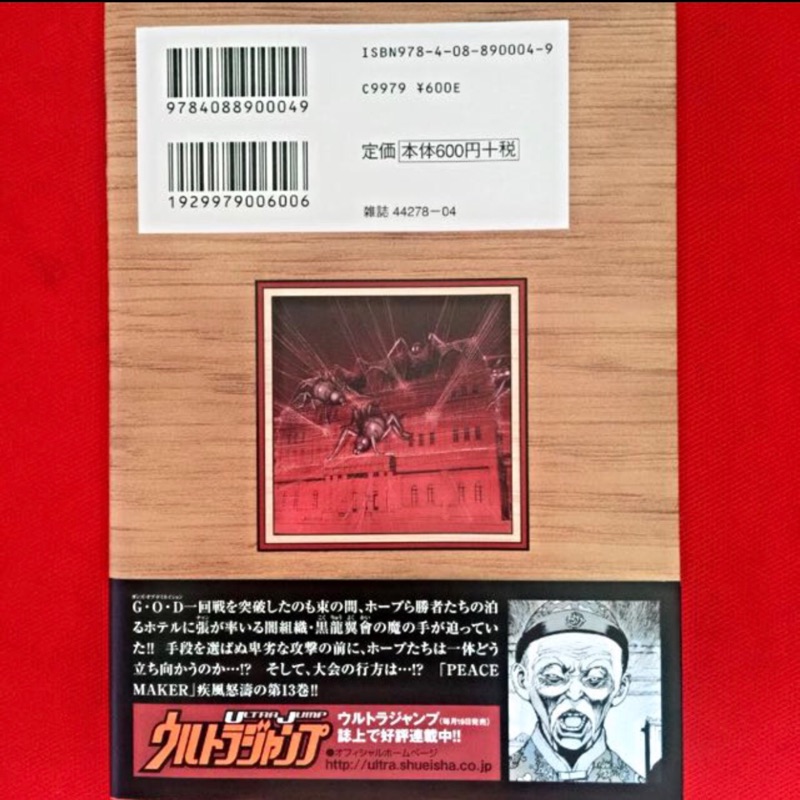 ISBN978-4-08-890004-9
9784088900049
C9979 ¥600E
定価 本体600円+税
1929979006006
雑誌 44278-04
G・O・D一回戦を突破したのも束の間、ホープら勝者たちの泊
るホテルに張が率いる闇組織・黒龍翼會の魔の手が迫ってい
た!! 手段を選ばぬ卑劣な攻撃の前に、ホープたちは一体どう
立ち向かうのか…!? そして、大会の行方は…!? 「PEACE
MAKER」疾風怒濤の第13巻!!
ULTRA JUMP
ウルトラジャンプ
ウルトラジャンプ(毎月19日発売)
誌上で好評連載中!!
●オフィシャルホームページ
http://ultra.shueisha.co.jp